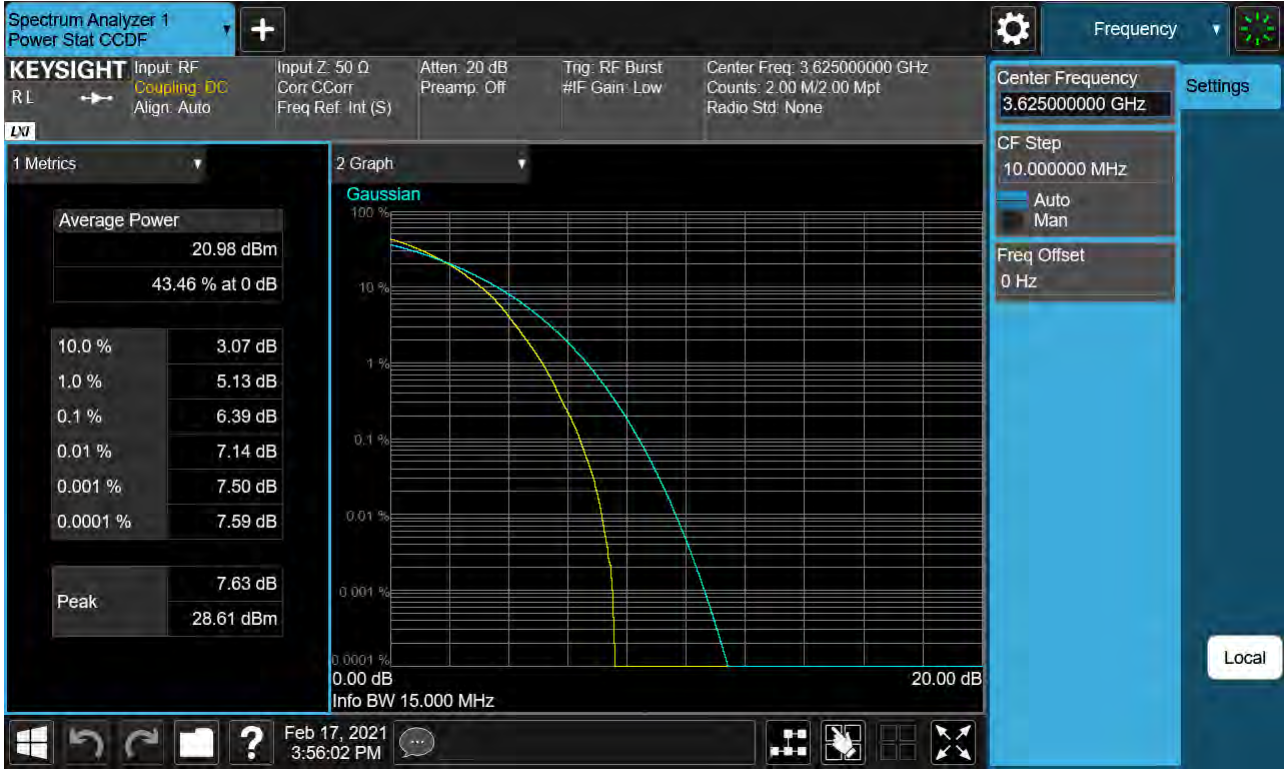 Spectrum Analyzer 1
Power Stat CCDF
Frequency
KEYSIGHT
RL
LXI
Input: RF
Coupling: DC
Align: Auto
Input Z: 50 Ω
Corr CCorr
Freq Ref: Int (S)
Atten: 20 dB
Preamp: Off
Trig: RF Burst
#IF Gain: Low
Center Freq: 3.625000000 GHz
Counts: 2.00 M/2.00 Mpt
Radio Std: None
Center Frequency
3.625000000 GHz
Settings
CF Step
10.000000 MHz
Auto
Man
Freq Offset
0 Hz
1 Metrics
Average Power
20.98 dBm
43.46 % at 0 dB
10.0 % 3.07 dB
1.0 % 5.13 dB
0.1 % 6.39 dB
0.01 % 7.14 dB
0.001 % 7.50 dB
0.0001 % 7.59 dB
Peak
7.63 dB
28.61 dBm
2 Graph
Gaussian
100 %
10 %
1 %
0.1 %
0.01 %
0.001 %
0.0001 %
0.00 dB 20.00 dB
Info BW 15.000 MHz
Local
?
Feb 17, 2021
3:56:02 PM